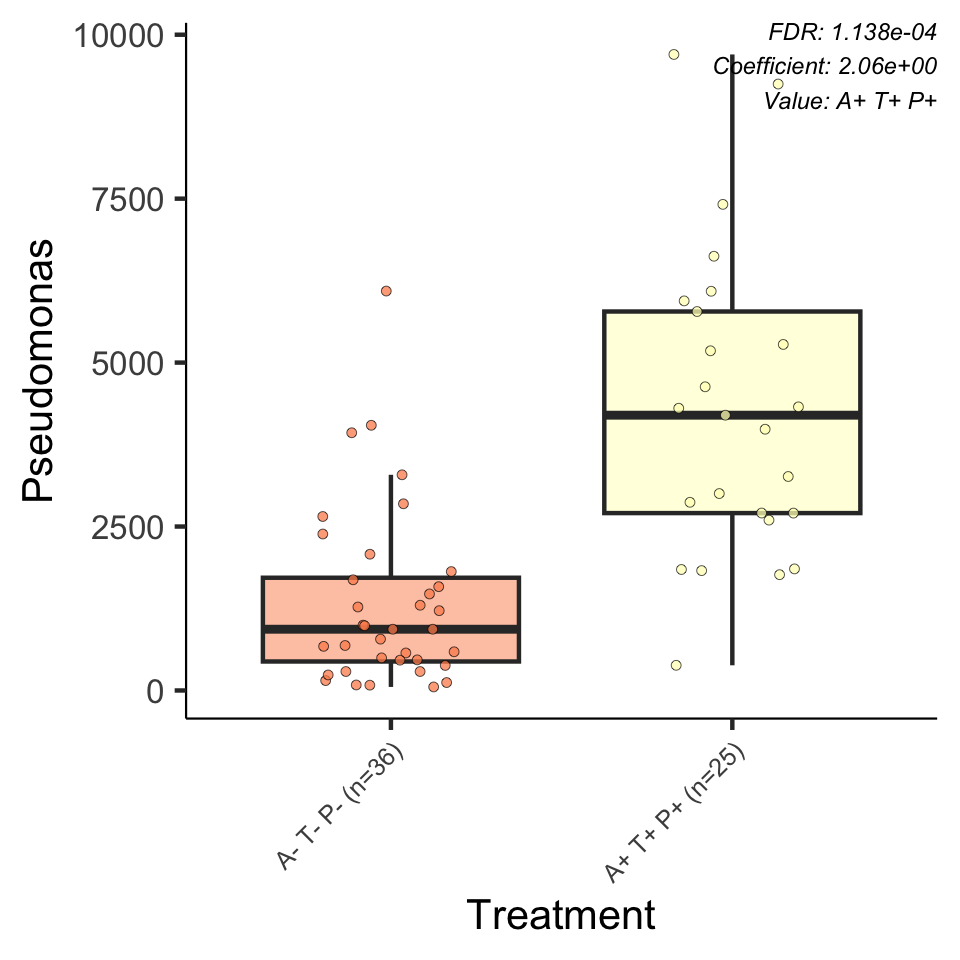 FDR: 1.138e-04
Coefficient: 2.06e+00
Value: A+ T+ P+
10000
7500
5000
2500
0
Pseudomonas
A- T- P- (n=36)
A+ T+ P+ (n=25)
Treatment